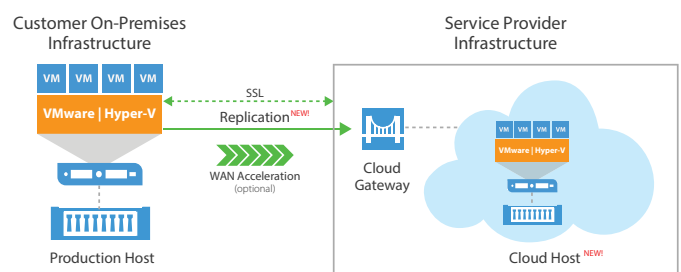 Customer On-Premises
Infrastructure
Service Provider
Infrastructure
VM VM VM VM
VMware | Hyper-V
SSL
Replication NEW!
WAN Acceleration
(optional)
Cloud
Gateway
VM VM VM VM
VMware | Hyper-V
Production Host
Cloud Host NEW!